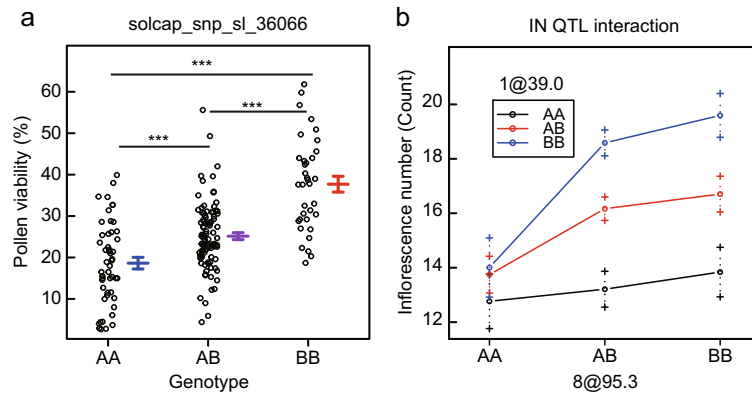 a
solcap_snp_sl_36066
Pollen viability (%)
60
50
40
30
20
10
***
***
***
AA
AB
BB
Genotype
b
IN QTL interaction
Inflorescence number (Count)
20
18
16
14
12
1@39.0
AA
AB
BB
AA
AB
BB
8@95.3